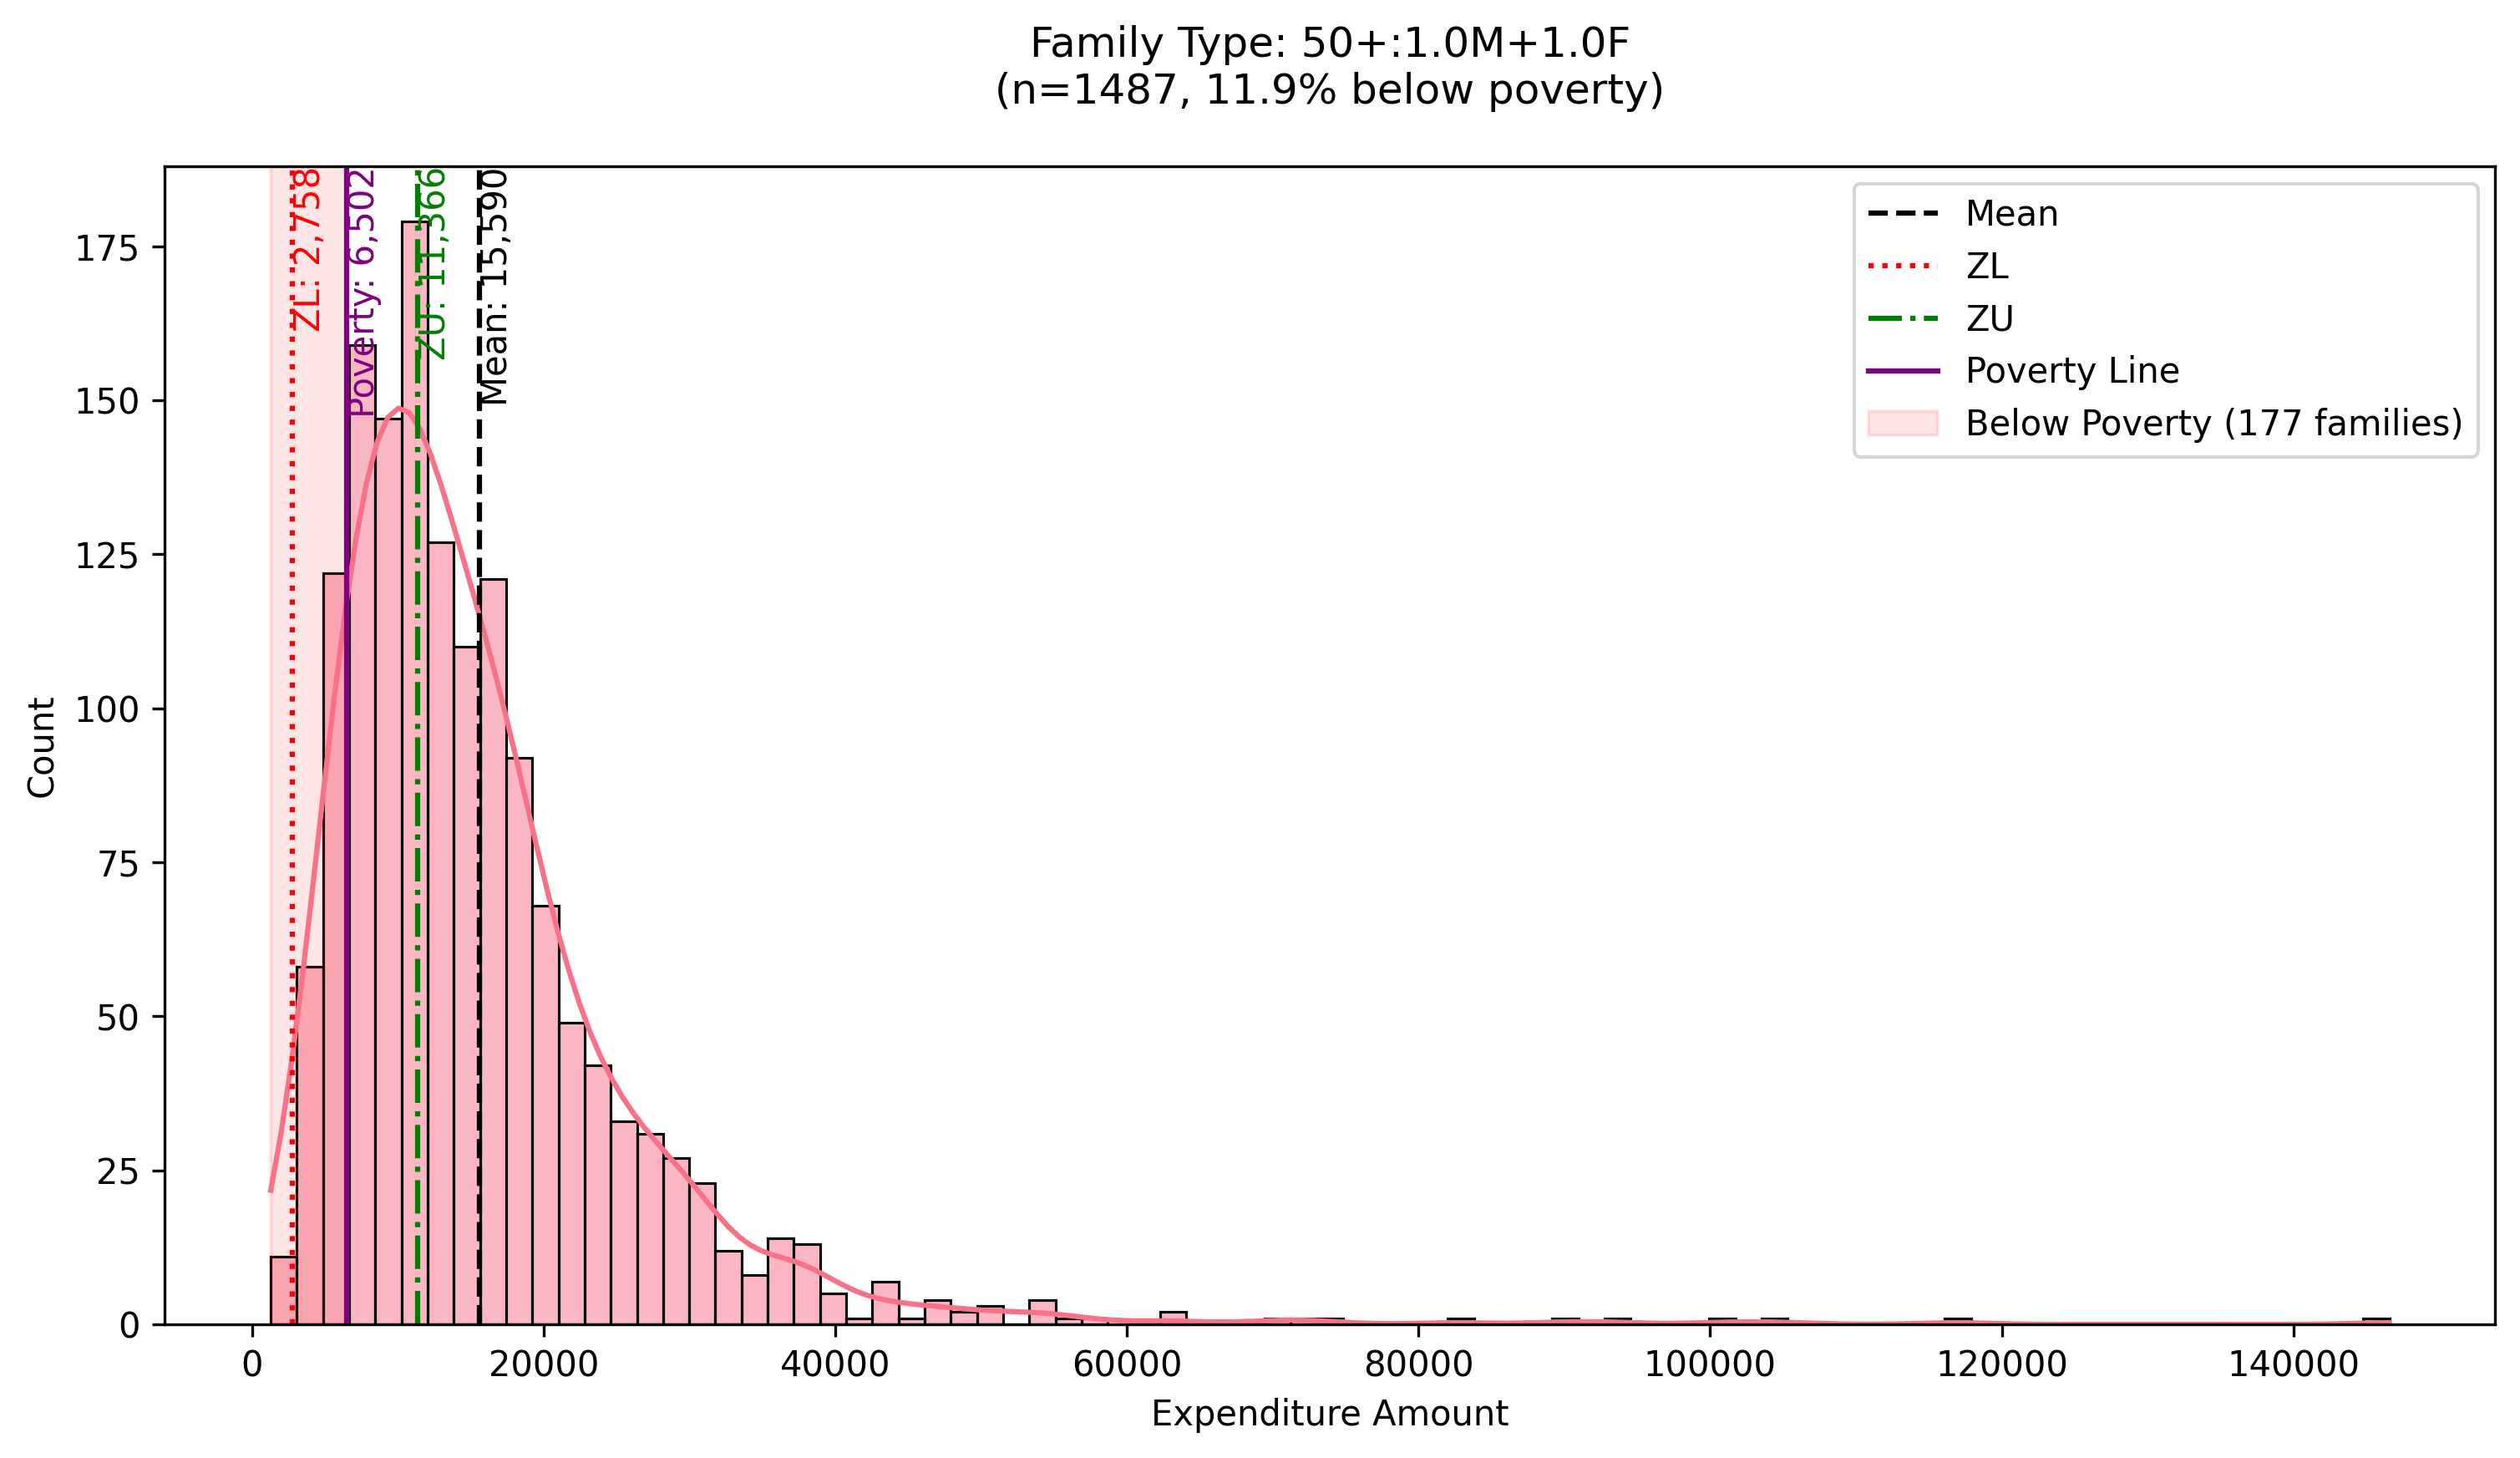 Family Type: 50+:1.0M+1.0F
(n=1487, 11.9% below poverty)
ZL: 2,758
Poverty: 6,502
ZU: 11,366
Mean: 15,590
Mean
ZL
ZU
Poverty Line
Below Poverty (177 families)
Count
175
150
125
100
75
50
25
0
0 20000 40000 60000 80000 100000 120000 140000
Expenditure Amount